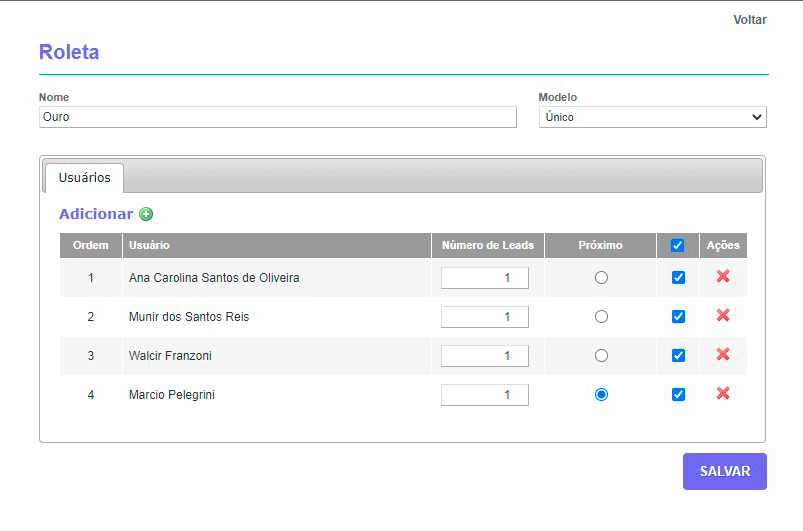 Voltar
Roleta
Nome Modelo
Ouro Único
Usuários
Adicionar
Ordem Usuário Número de Leads Próximo Ações
1 Ana Carolina Santos de Oliveira 1
2 Munir dos Santos Reis 1
3 Walcir Franzoni 1
4 Marcio Pelegrini 1
SALVAR